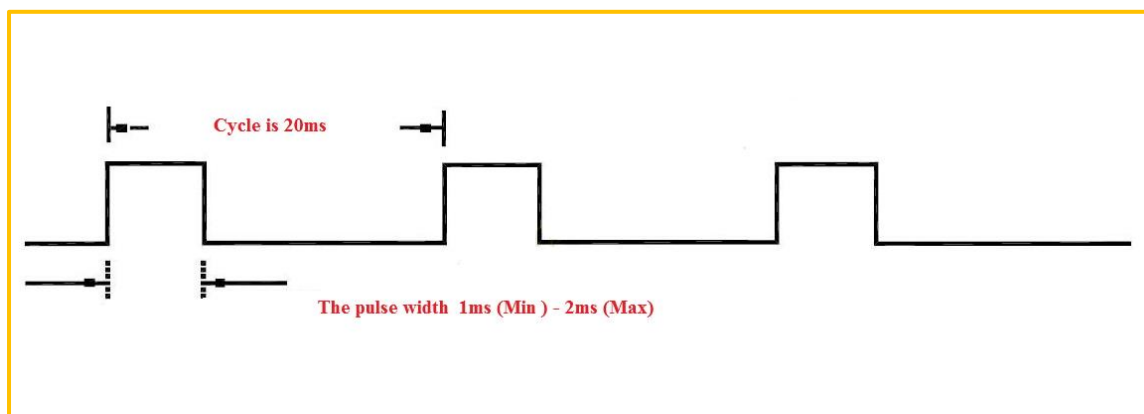 Cycle is 20ms
The pulse width 1ms (Min ) - 2ms (Max)